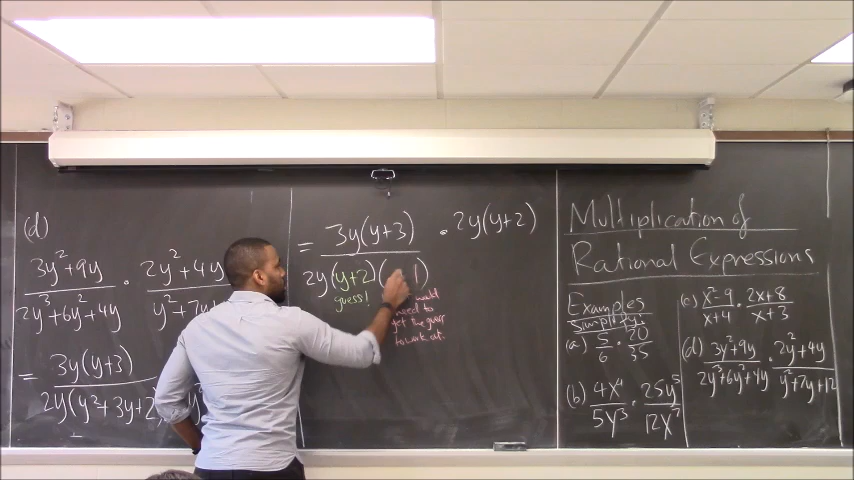 (d)
3y²+9y / 2y³+6y²+4y · 2y²+4y / y²+7y
= 3y(y+3) / 2y(y²+3y+2)
= 3y(y+3) / 2y(y+2)( 1) · 2y(y+2)
guess!
would
need to
get the guess
to work out.
Multiplication of
Rational Expressions
Examples
Simplify:
(a) 5/6 · 20/35
(b) 4X⁴/5Y³ · 25y⁵/12X⁷
(c) x²-9/x+4 · 2x+8/x+3
(d) 3y²+9y/2y³+6y²+4y · 2y²+4y/y²+7y+12